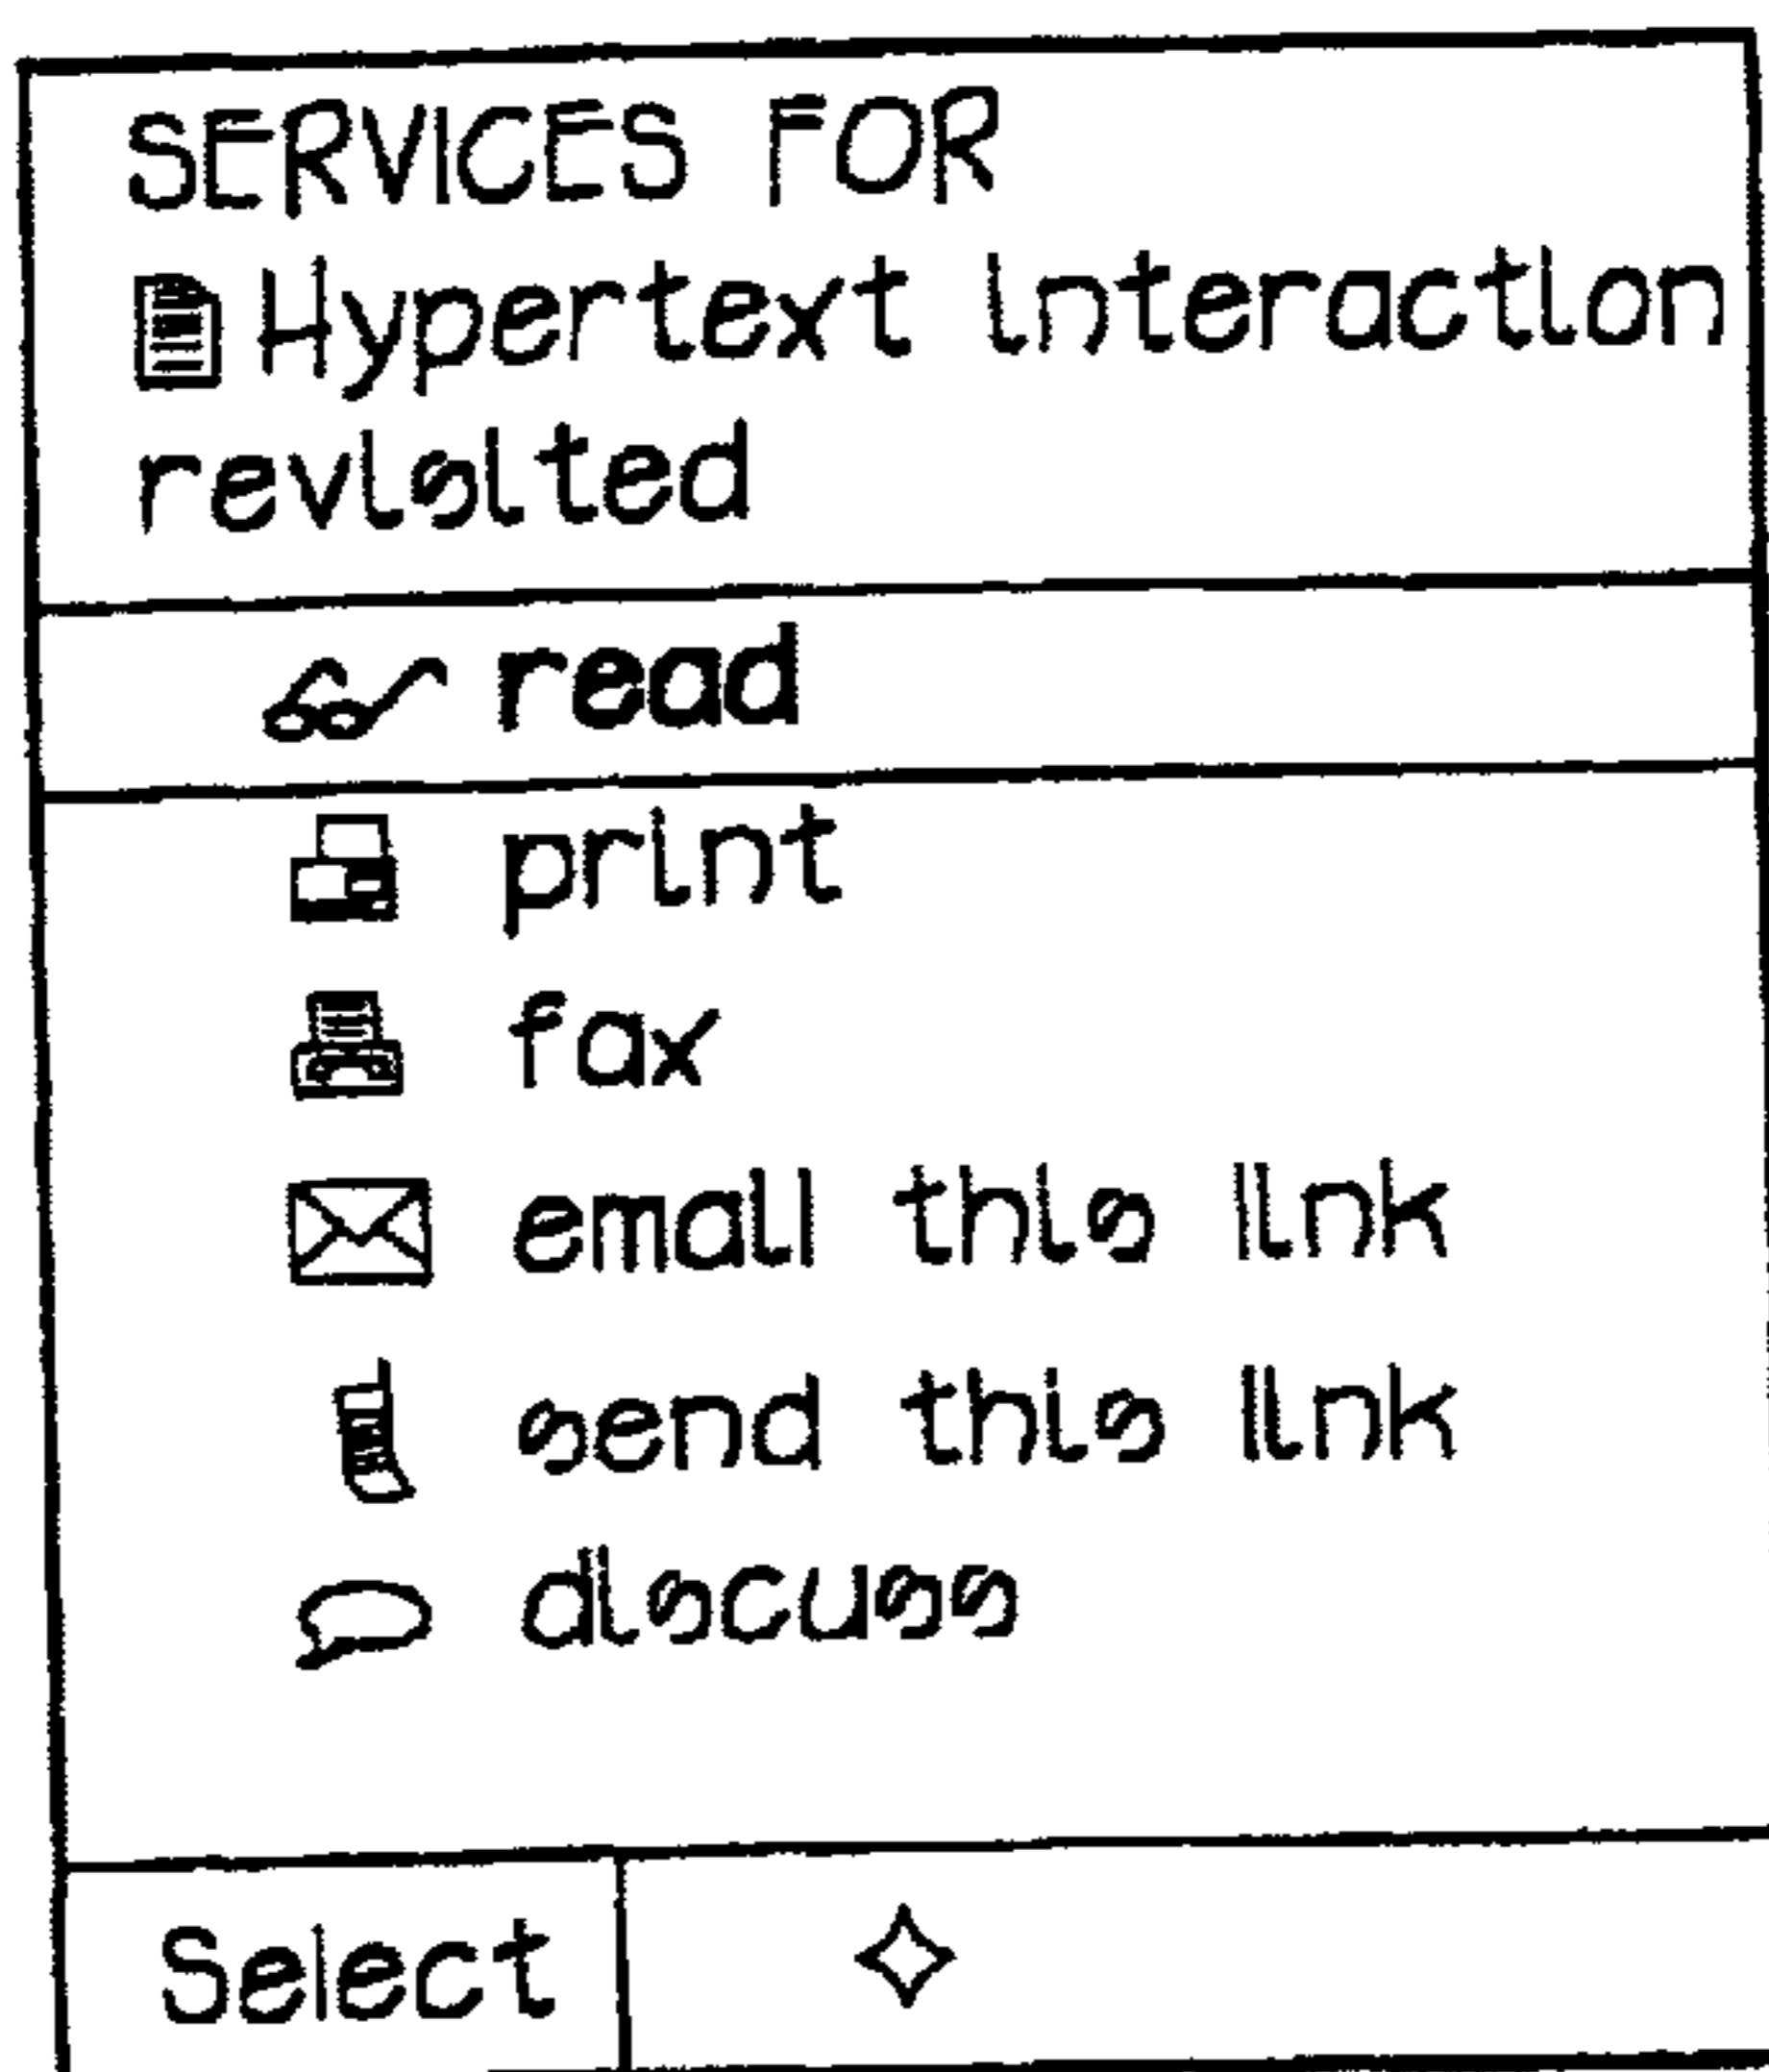 SERVICES FOR
Hypertext Interaction
revisited
read
print
fax
email this link
send this link
discuss
Select